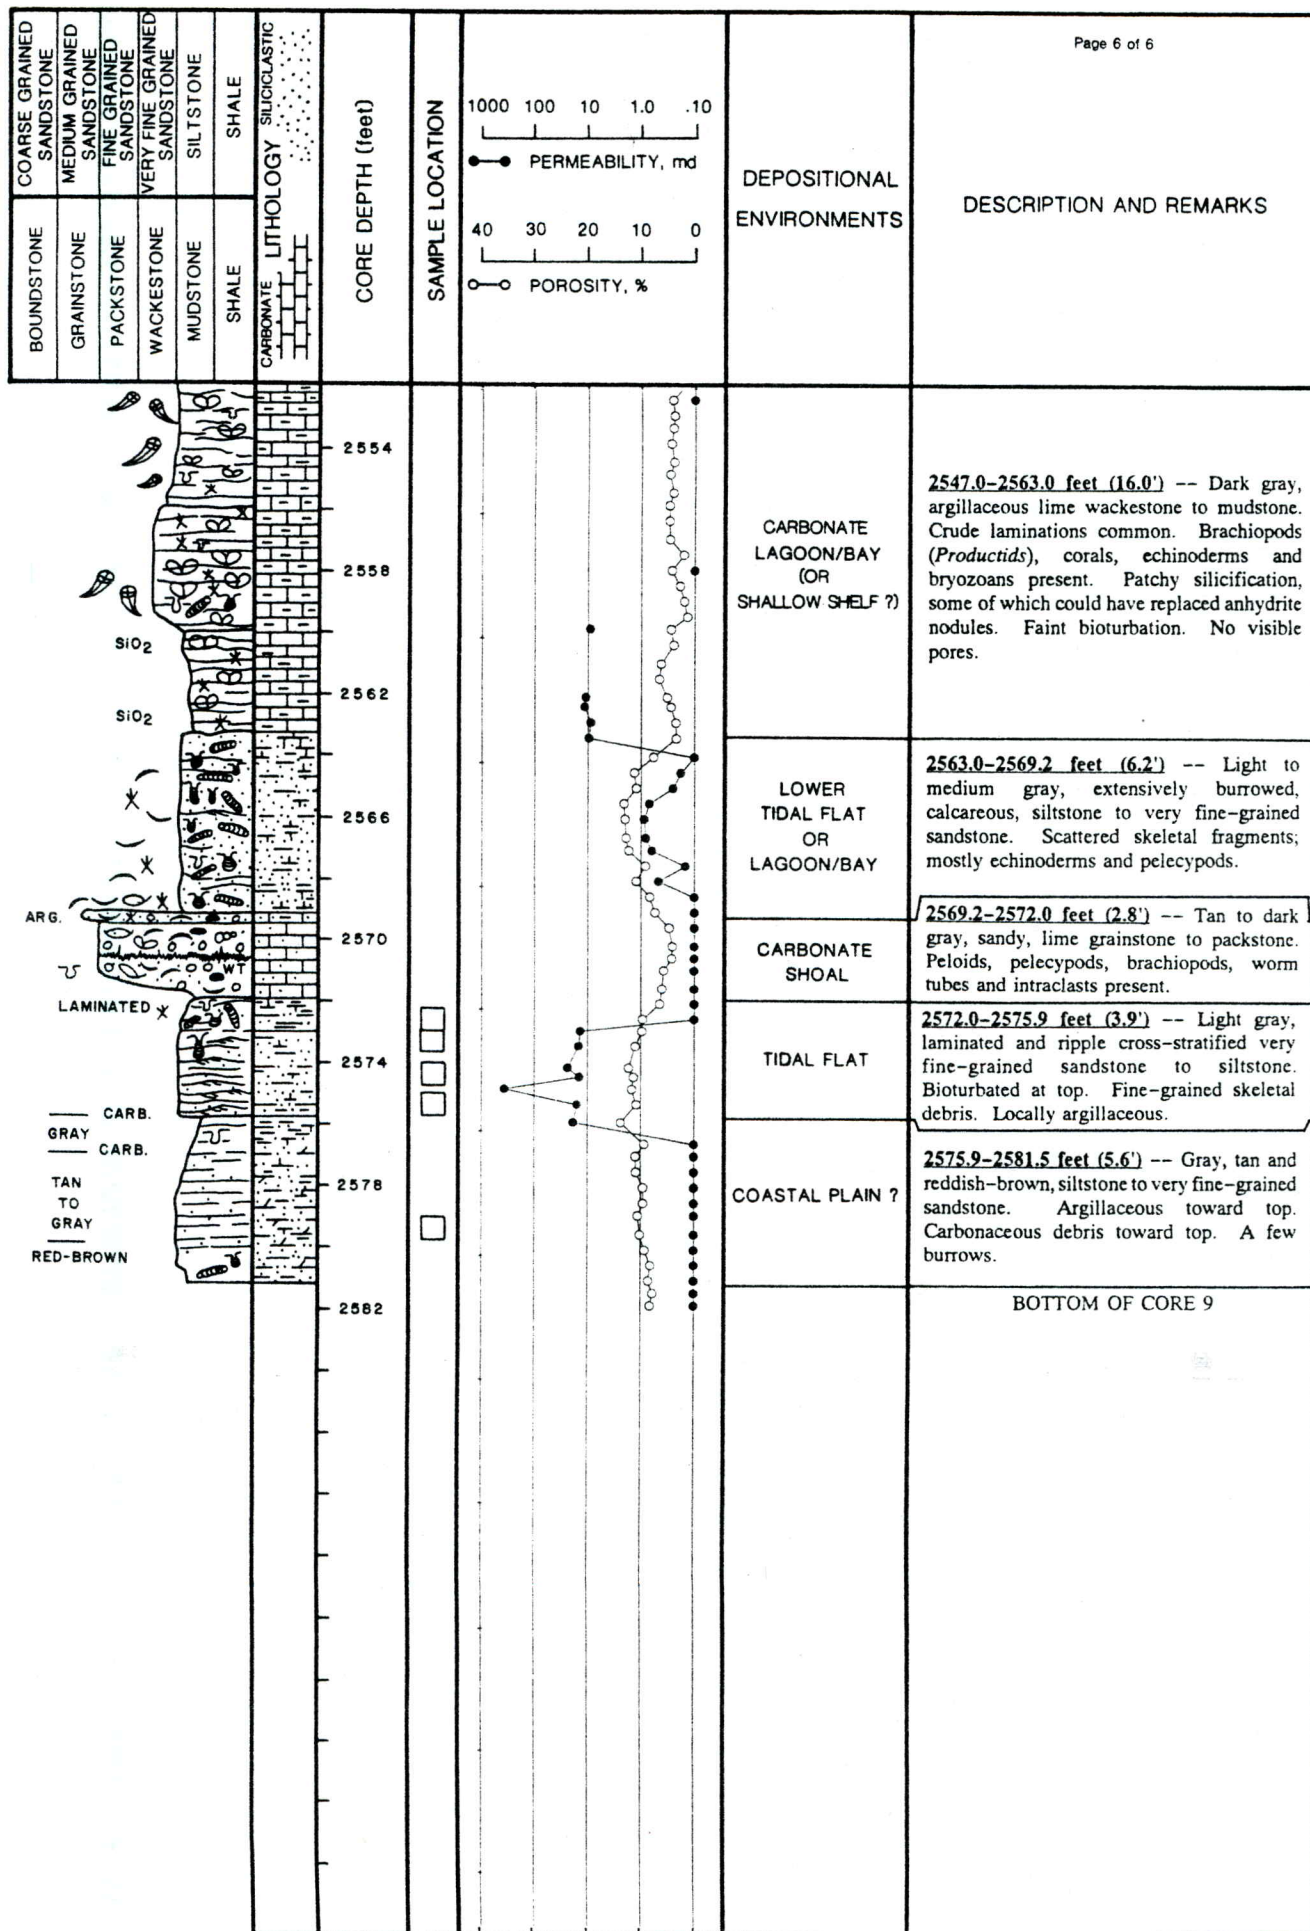 Page 6 of 6
COARSE GRAINED
SANDSTONE
MEDIUM GRAINED
SANDSTONE
FINE GRAINED
SANDSTONE
VERY FINE GRAINED
SANDSTONE
SILTSTONE
SHALE
BOUNDSTONE
GRAINSTONE
PACKSTONE
WACKESTONE
MUDSTONE
SHALE
SILICICLASTIC
LITHOLOGY
CARBONATE
CORE DEPTH (feet)
SAMPLE LOCATION
1000 100 10 1.0 .10
PERMEABILITY, md
40 30 20 10 0
POROSITY, %
DEPOSITIONAL
ENVIRONMENTS
DESCRIPTION AND REMARKS
2554
2558
2562
2566
2570
2574
2578
2582
SiO2
SiO2
ARG.
WT
LAMINATED
CARB.
GRAY
CARB.
TAN
TO
GRAY
RED-BROWN
CARBONATE
LAGOON/BAY
(OR
SHALLOW SHELF ?)
2547.0-2563.0 feet (16.0') -- Dark gray,
argillaceous lime wackestone to mudstone.
Crude laminations common. Brachiopods
(Productids), corals, echinoderms and
bryozoans present. Patchy silicification,
some of which could have replaced anhydrite
nodules. Faint bioturbation. No visible
pores.
LOWER
TIDAL FLAT
OR
LAGOON/BAY
2563.0-2569.2 feet (6.2') -- Light to
medium gray, extensively burrowed,
calcareous, siltstone to very fine-grained
sandstone. Scattered skeletal fragments;
mostly echinoderms and pelecypods.
CARBONATE
SHOAL
2569.2-2572.0 feet (2.8') -- Tan to dark
gray, sandy, lime grainstone to packstone.
Peloids, pelecypods, brachiopods, worm
tubes and intraclasts present.
TIDAL FLAT
2572.0-2575.9 feet (3.9') -- Light gray,
laminated and ripple cross-stratified very
fine-grained sandstone to siltstone.
Bioturbated at top. Fine-grained skeletal
debris. Locally argillaceous.
COASTAL PLAIN ?
2575.9-2581.5 feet (5.6') -- Gray, tan and
reddish-brown, siltstone to very fine-grained
sandstone. Argillaceous toward top.
Carbonaceous debris toward top. A few
burrows.
BOTTOM OF CORE 9